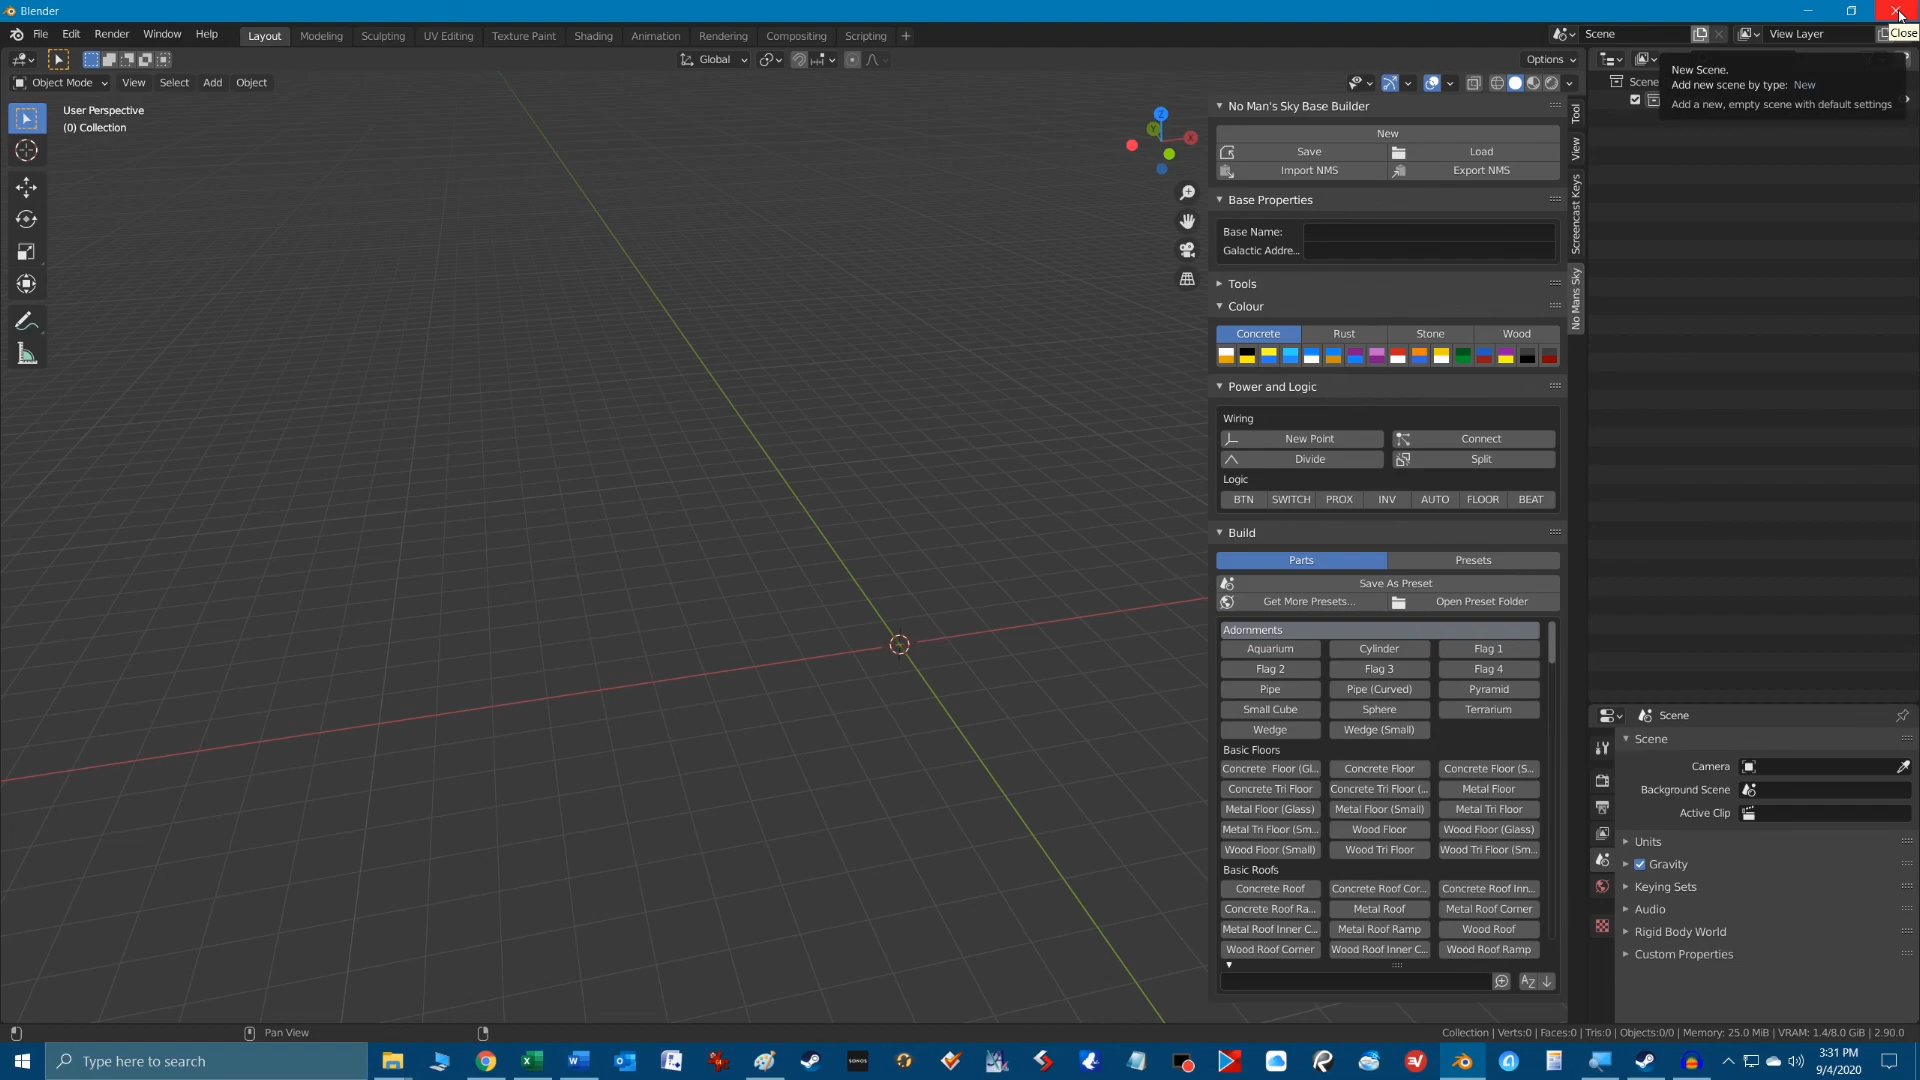 Blender
Close
File Edit Render Window Help
Layout Modeling Sculpting UV Editing Texture Paint Shading Animation Rendering Compositing Scripting +
Scene
View Layer
Global
Options
Object Mode View Select Add Object
User Perspective
(0) Collection
New Scene.
Add new scene by type: New
Add a new, empty scene with default settings
Scene
Z
Y
X
Tool
View
Screencast Keys
No Mans Sky
No Man's Sky Base Builder
New
Save Load
Import NMS Export NMS
Base Properties
Base Name:
Galactic Addre...
Tools
Colour
Concrete Rust Stone Wood
Power and Logic
Wiring
New Point Connect
Divide Split
Logic
BTN SWITCH PROX INV AUTO FLOOR BEAT
Build
Parts Presets
Save As Preset
Get More Presets... Open Preset Folder
Adornments
Aquarium Cylinder Flag 1
Flag 2 Flag 3 Flag 4
Pipe Pipe (Curved) Pyramid
Small Cube Sphere Terrarium
Wedge Wedge (Small)
Basic Floors
Concrete Floor (Gl... Concrete Floor Concrete Floor (S...
Concrete Tri Floor Concrete Tri Floor (... Metal Floor
Metal Floor (Glass) Metal Floor (Small) Metal Tri Floor
Metal Tri Floor (Sm... Wood Floor Wood Floor (Glass)
Wood Floor (Small) Wood Tri Floor Wood Tri Floor (Sm...
Basic Roofs
Concrete Roof Concrete Roof Cor... Concrete Roof Inn...
Concrete Roof Ra... Metal Roof Metal Roof Corner
Metal Roof Inner C... Metal Roof Ramp Wood Roof
Wood Roof Corner Wood Roof Inner C... Wood Roof Ramp
Scene
Scene
Camera
Background Scene
Active Clip
Units
Gravity
Keying Sets
Audio
Rigid Body World
Custom Properties
Pan View
Collection | Verts:0 | Faces:0 | Tris:0 | Objects:0/0 | Memory: 25.0 MiB | VRAM: 1.4/8.0 GiB | 2.90.0
Type here to search
SONOS
3:31 PM
9/4/2020